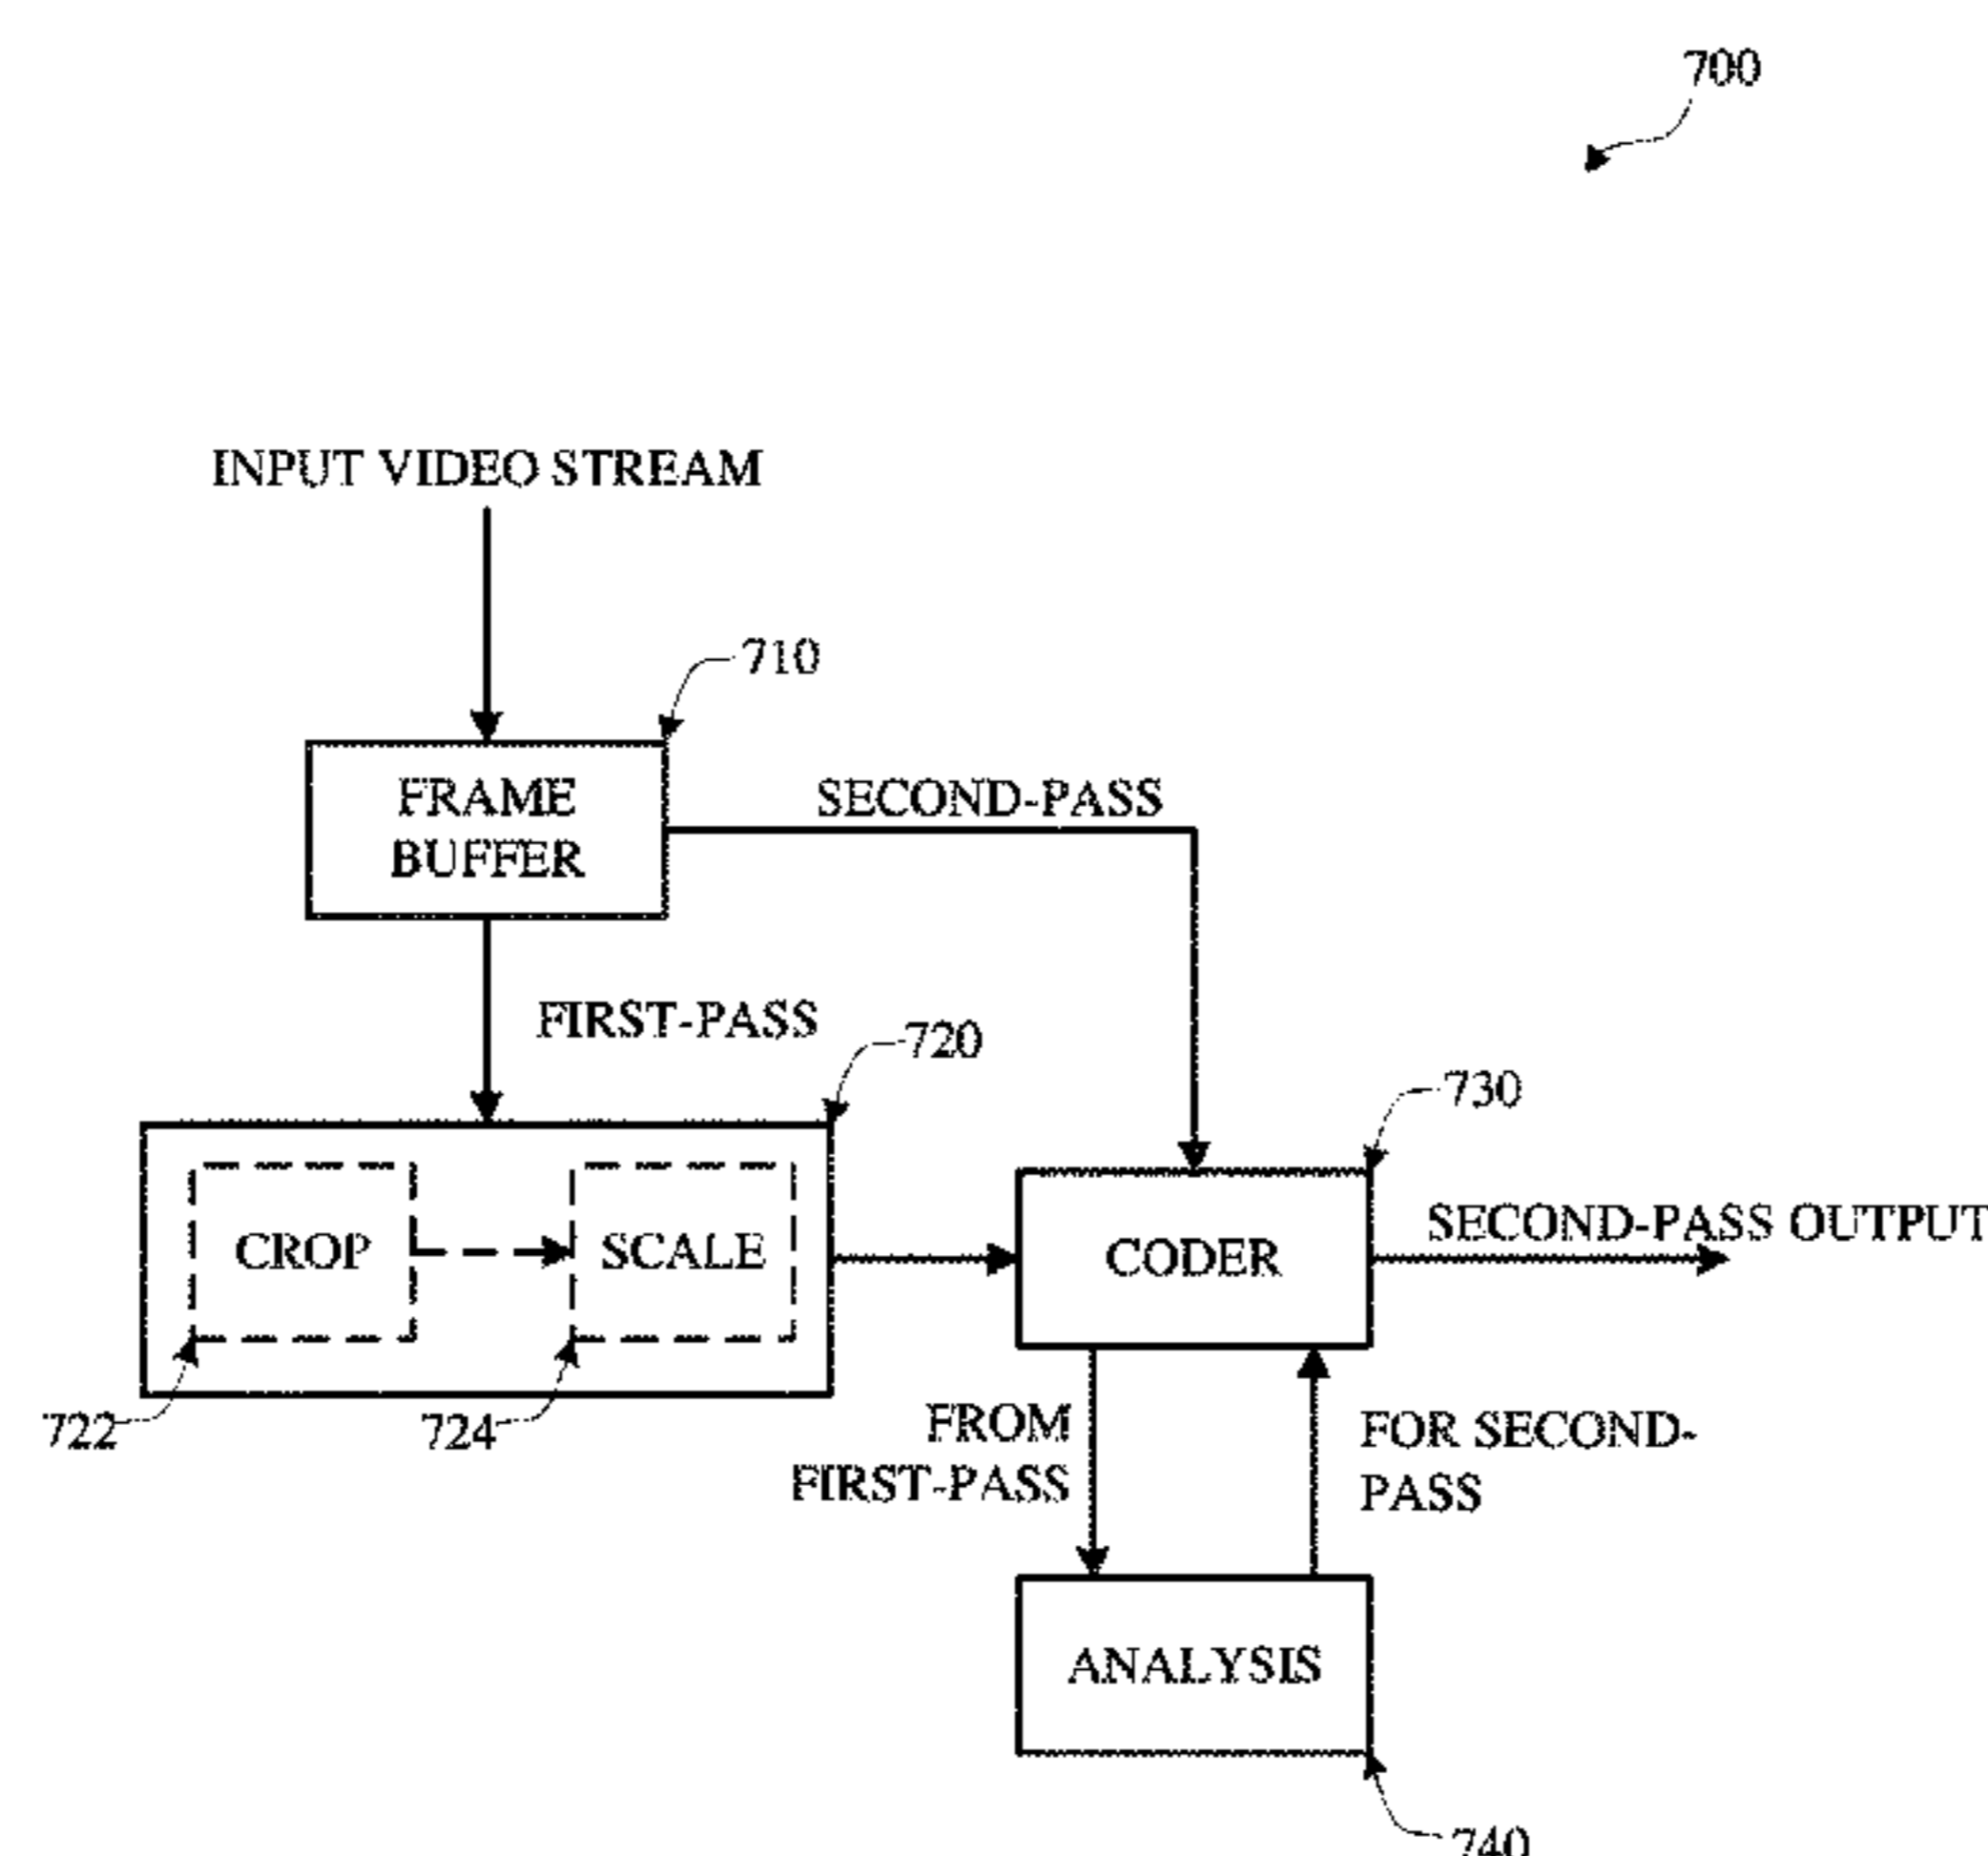 700
INPUT VIDEO STREAM
710
FRAME
BUFFER
SECOND-PASS
FIRST-PASS
720
730
CROP
SCALE
CODER
SECOND-PASS OUTPUT
722
724
FROM
FIRST-PASS
FOR SECOND-
PASS
ANALYSIS
740